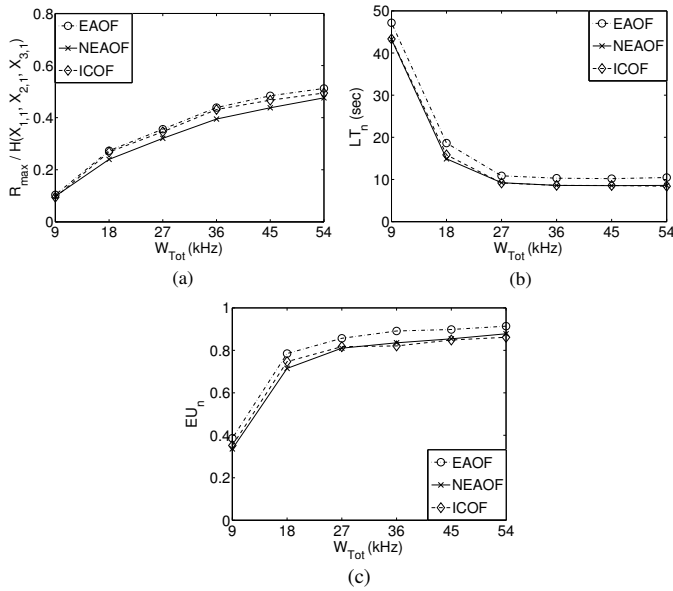 0.8
0.6
0.4
0.2
0
R_max / H(X_1,1, X_2,1, X_3,1)
EAOF
NEAOF
ICOF
9 18 27 36 45 54
W_Tot (kHz)
(a)
50
40
30
20
10
0
LT_n (sec)
EAOF
NEAOF
ICOF
9 18 27 36 45 54
W_Tot (kHz)
(b)
1
0.8
0.6
0.4
0.2
0
EU_n
EAOF
NEAOF
ICOF
9 18 27 36 45 54
W_Tot (kHz)
(c)